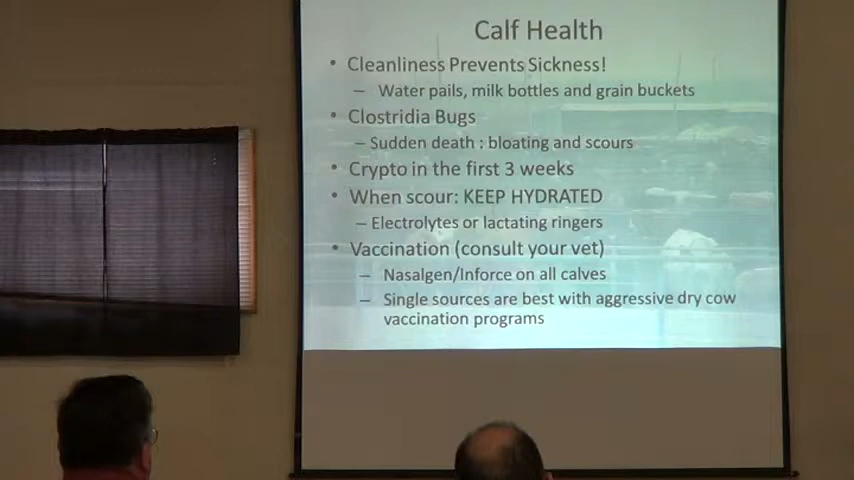 Calf Health
• Cleanliness Prevents Sickness!
– Water pails, milk bottles and grain buckets
• Clostridia Bugs
– Sudden death : bloating and scours
• Crypto in the first 3 weeks
• When scour: KEEP HYDRATED
– Electrolytes or lactating ringers
• Vaccination (consult your vet)
– Nasalgen/Inforce on all calves
– Single sources are best with aggressive dry cow
vaccination programs